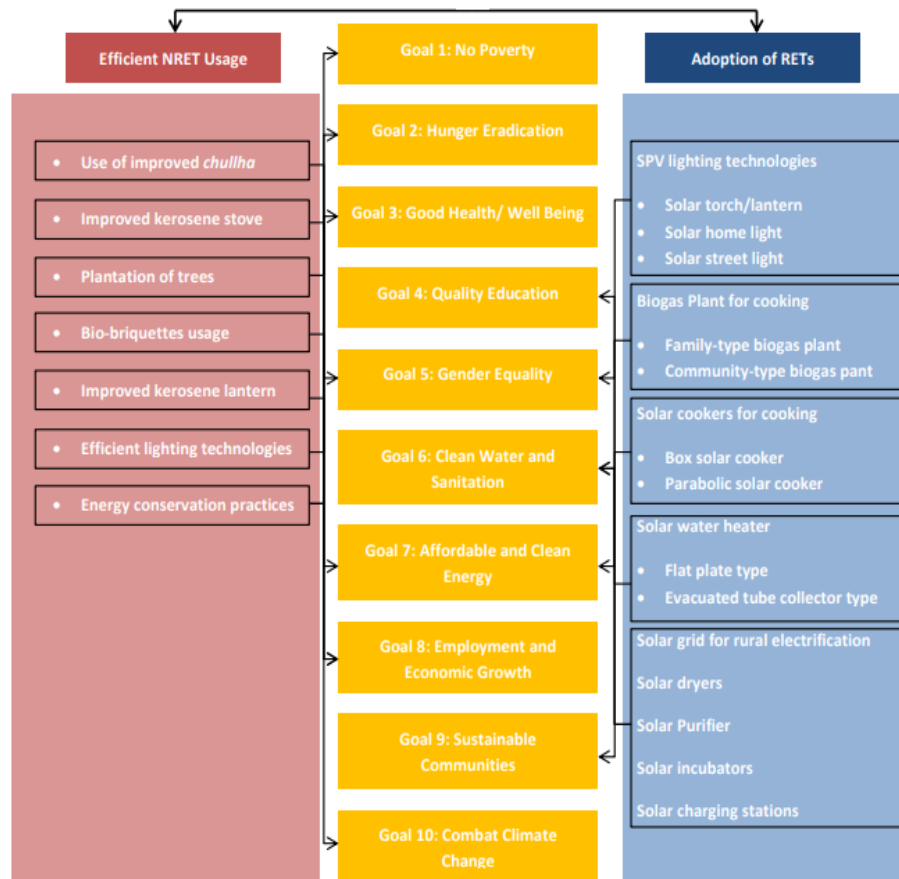 Efficient NRET Usage
• Use of improved chullha
• Improved kerosene stove
• Plantation of trees
• Bio-briquettes usage
• Improved kerosene lantern
• Efficient lighting technologies
• Energy conservation practices
Goal 1: No Poverty
Goal 2: Hunger Eradication
Goal 3: Good Health/ Well Being
Goal 4: Quality Education
Goal 5: Gender Equality
Goal 6: Clean Water and
Sanitation
Goal 7: Affordable and Clean
Energy
Goal 8: Employment and
Economic Growth
Goal 9: Sustainable
Communities
Goal 10: Combat Climate
Change
Adoption of RETs
SPV lighting technologies
• Solar torch/lantern
• Solar home light
• Solar street light
Biogas Plant for cooking
• Family-type biogas plant
• Community-type biogas pant
Solar cookers for cooking
• Box solar cooker
• Parabolic solar cooker
Solar water heater
• Flat plate type
• Evacuated tube collector type
Solar grid for rural electrification
Solar dryers
Solar Purifier
Solar incubators
Solar charging stations